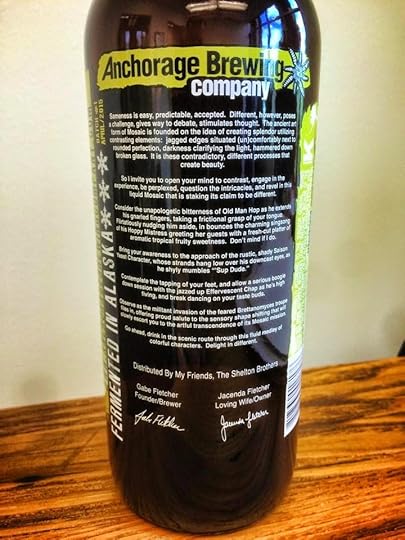 Anchorage Brewing
company
Sameness is easy, predictable, accepted. Different, however, poses
a challenge, gives way to debate, stimulates thought. The ancient art
form of Mosaic is founded on the idea of creating splendor utilizing
contrasting elements: jagged edges situated (un)comfortably next to
rounded perfection, darkness clarifying the light, hammered down
broken glass. It is these contradictory, different processes that
create beauty.
So I invite you to open your mind to contrast, engage in the
experience, be perplexed, question the intricacies, and revel in this
liquid Mosaic that is staking its claim to be different.
Consider the unapologetic bitterness of Old Man Hop as he extends
his gnarled fingers, taking a frictional grasp of your tongue.
Flirtatiously nudging him aside, in bounces the charming singsong
of his Hoppy Mistress greeting her guests with a fresh-cut platter of
aromatic tropical fruity sweetness. Don't mind if I do.
Bring your awareness to the approach of the rustic, shady Saison
Yeast Character, whose strands hang low over his downcast eyes, as
he shyly mumbles "'Sup Dude."
Contemplate the tapping of your feet, and allow a serious boogie
down session with the jazzed up Effervescent Chap as he's high
fiving, and break dancing on your taste buds.
Observe as the militant invasion of the feared Brettanomyces troupe
in, offering proud salute to the sensory shape shifting that will
slowly escort you to the artful transcendence of its Mosaic mission.
Go ahead, drink in the scenic route through this fluid medley of
colorful characters. Delight in different.
Distributed By My Friends, The Shelton Brothers
Gabe Fletcher
Founder/Brewer
Jacenda Fletcher
Loving Wife/Owner
Gabe Fletcher
Jacenda Fletcher
FERMENTED IN ALASKA
BATCH #1
APRIL/2015